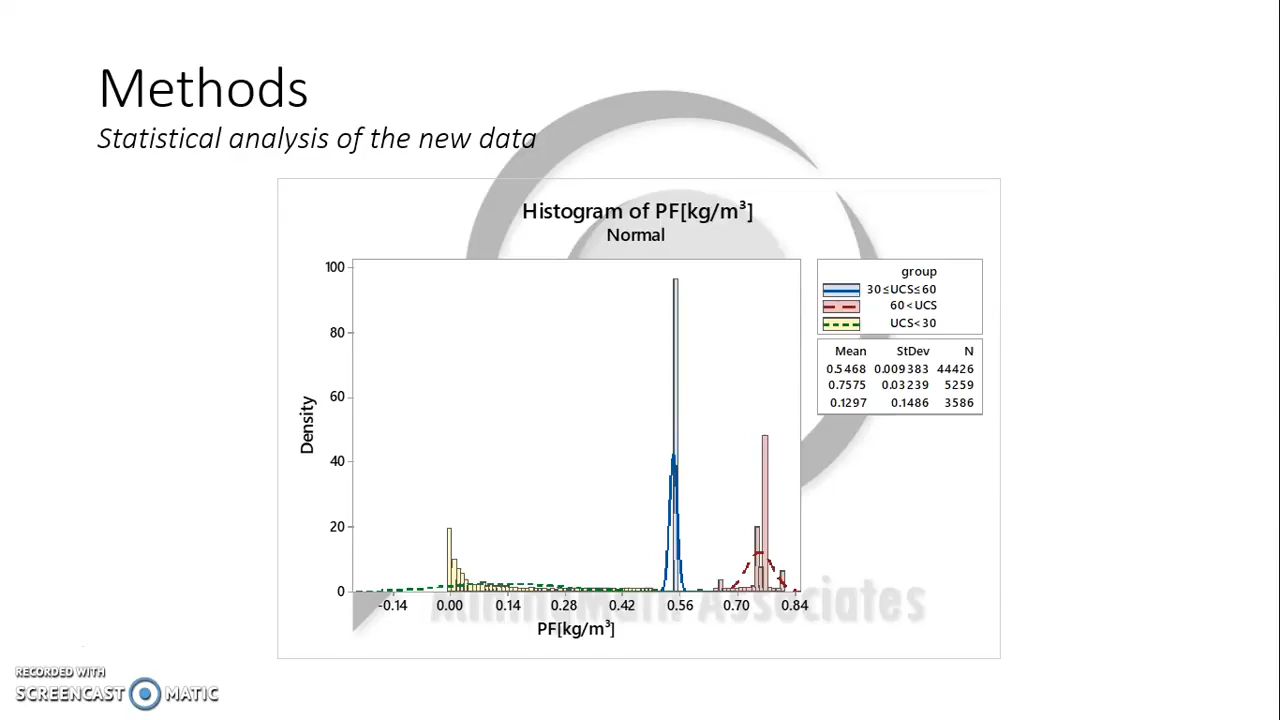 Methods
Statistical analysis of the new data
Histogram of PF[kg/m³]
Normal
100
80
60
40
20
0
Density
-0.14 0.00 0.14 0.28 0.42 0.56 0.70 0.84
PF[kg/m³]
group
30≤UCS≤60
60<UCS
UCS<30
Mean StDev N
0.5468 0.009383 44426
0.7575 0.03239 5259
0.1297 0.1486 3586
MiningMath Associates
RECORDED WITH
SCREENCAST MATIC